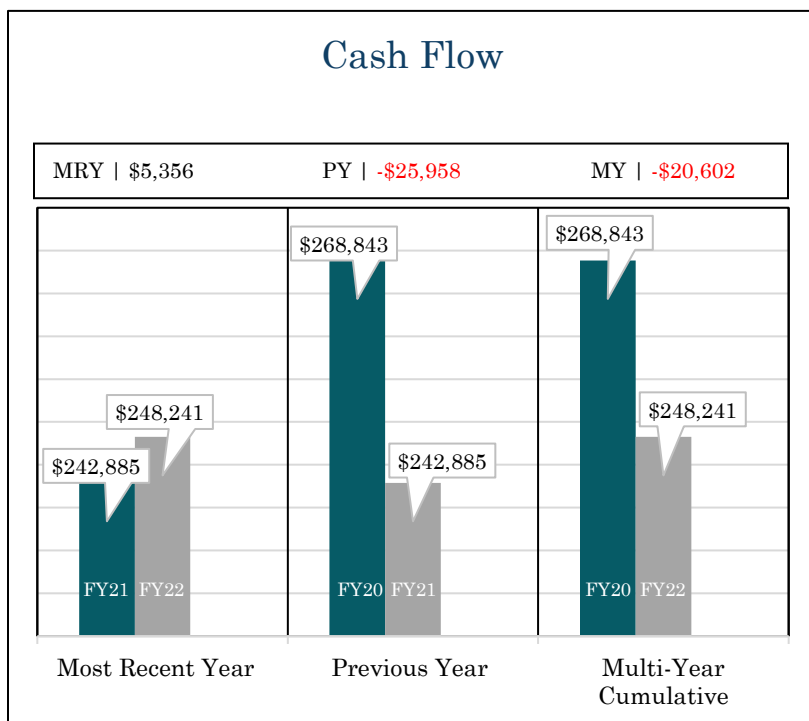 Cash Flow
MRY | $5,356 PY | -$25,958 MY | -$20,602
$268,843
$268,843
$248,241
$248,241
$242,885
$242,885
FY21 FY22 FY20 FY21 FY20 FY22
Most Recent Year Previous Year Multi-Year
Cumulative